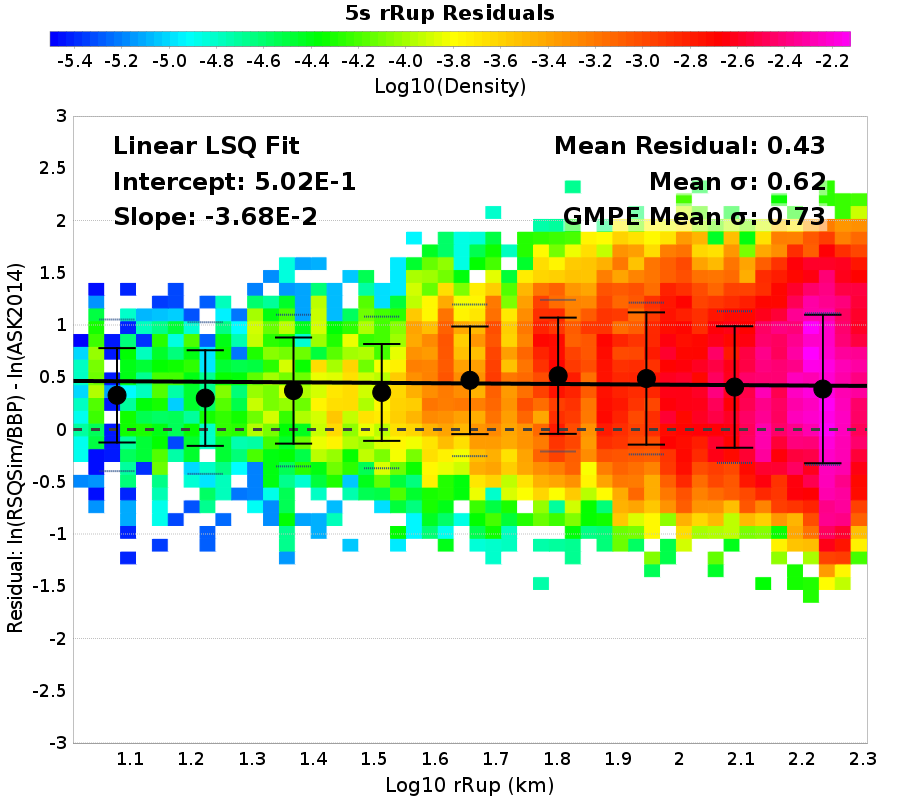 5s rRup Residuals
-5.4 -5.2 -5.0 -4.8 -4.6 -4.4 -4.2 -4.0 -3.8 -3.6 -3.4 -3.2 -3.0 -2.8 -2.6 -2.4 -2.2
Log10(Density)
Linear LSQ Fit
Intercept: 5.02E-1
Slope: -3.68E-2
Mean Residual: 0.43
Mean σ: 0.62
GMPE Mean σ: 0.73
Residual: ln(RSQSim/BBP) - ln(ASK2014)
3
2.5
2
1.5
1
0.5
0
-0.5
-1
-1.5
-2
-2.5
-3
1.1 1.2 1.3 1.4 1.5 1.6 1.7 1.8 1.9 2 2.1 2.2 2.3
Log10 rRup (km)